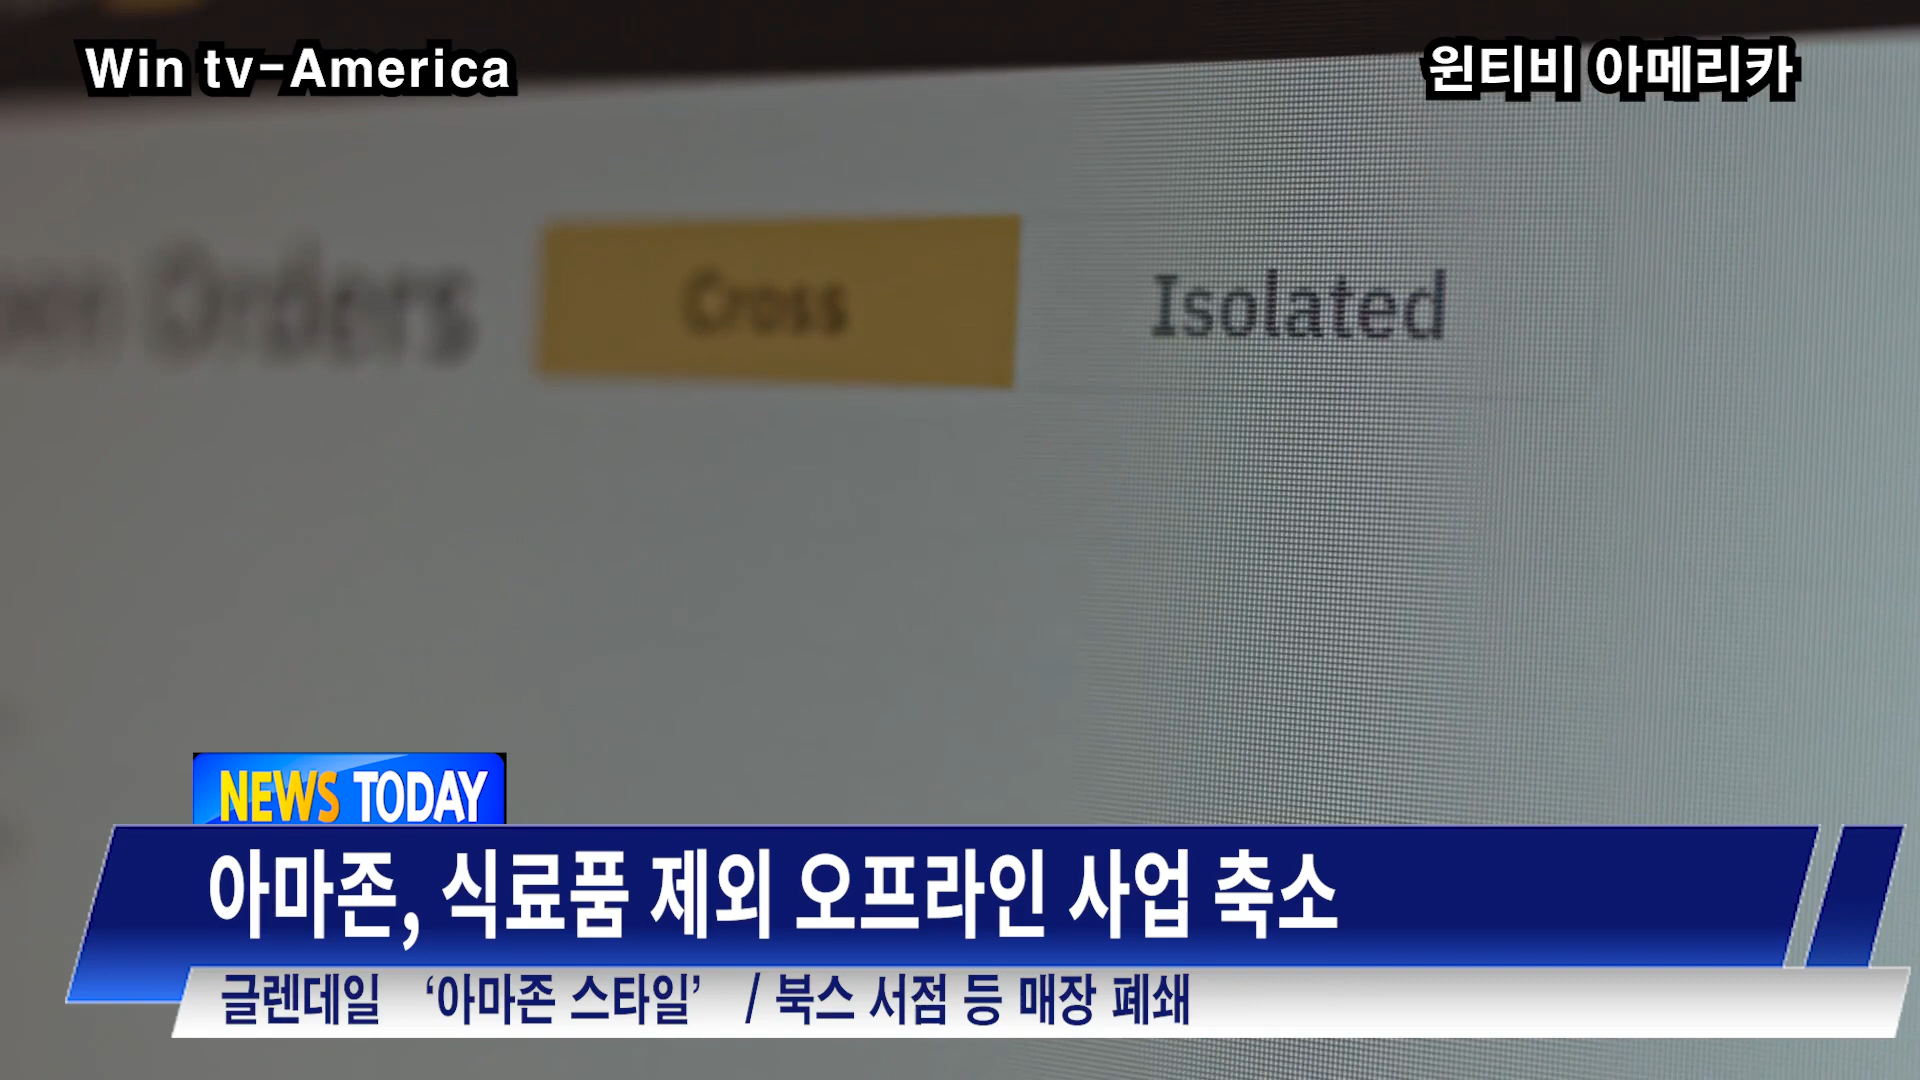 Win tv-America
윈티비 아메리카
Orders
Cross
Isolated
NEWS TODAY
아마존, 식료품 제외 오프라인 사업 축소
글렌데일 ‘아마존 스타일’ / 북스 서점 등 매장 폐쇄